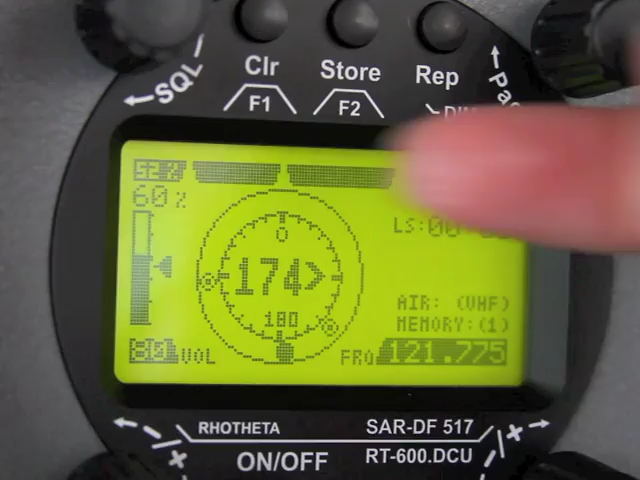 SQL
Clr
Store
Rep
F1
F2
60%
LS:00
0
174>
180
AIR: (VHF)
MEMORY:(1)
VOL
FRQ 121.775
RHOTHETA
SAR-DF 517
ON/OFF
RT-600.DCU